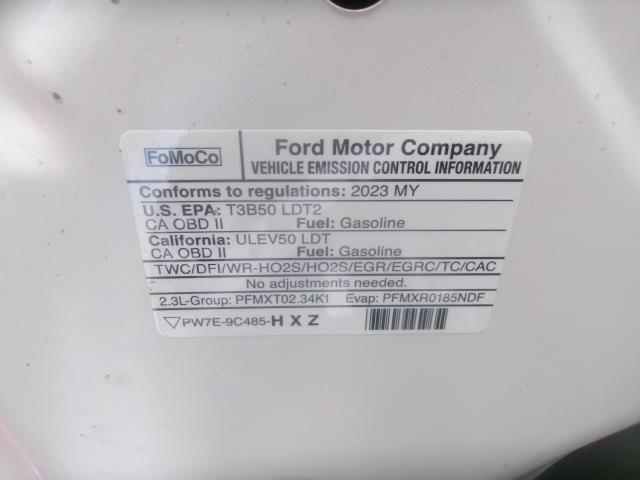 FoMoCo
Ford Motor Company
VEHICLE EMISSION CONTROL INFORMATION
Conforms to regulations: 2023 MY
U.S. EPA: T3B50 LDT2
CA OBD II Fuel: Gasoline
California: ULEV50 LDT
CA OBD II Fuel: Gasoline
TWC/DFI/WR-HO2S/HO2S/EGR/EGRC/TC/CAC
No adjustments needed.
2.3L-Group: PFMXT02.34K1 Evap: PFMXR0185NDF
▽PW7E-9C485-H X Z